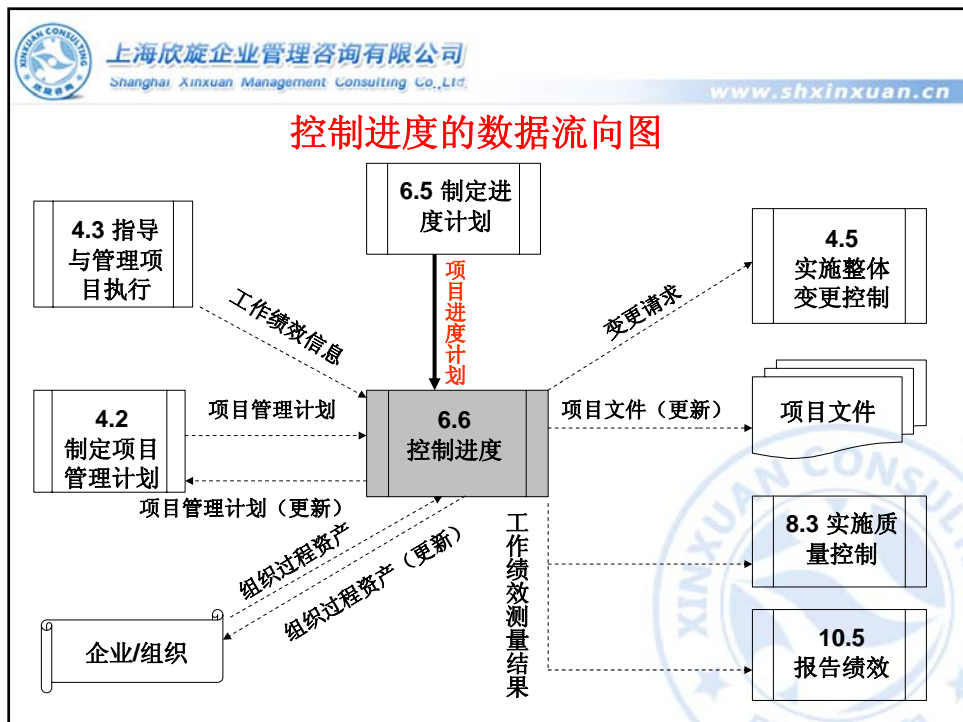 上海欣旋企业管理咨询有限公司
Shanghai Xinxuan Management Consulting Co.,Ltd.
www.shxinxuan.cn
XINXUAN CONSULTING
欣旋咨询
控制进度的数据流向图
6.5 制定进
度计划
4.3 指导
与管理项
目执行
4.5
实施整体
变更控制
项目进度计划
工作绩效信息
变更请求
4.2
制定项目
管理计划
项目管理计划
6.6
控制进度
项目文件（更新）
项目文件
项目管理计划（更新）
组织过程资产
组织过程资产（更新）
工作绩效测量结果
8.3 实施质
量控制
企业/组织
10.5
报告绩效
XINXUAN CONSULTING